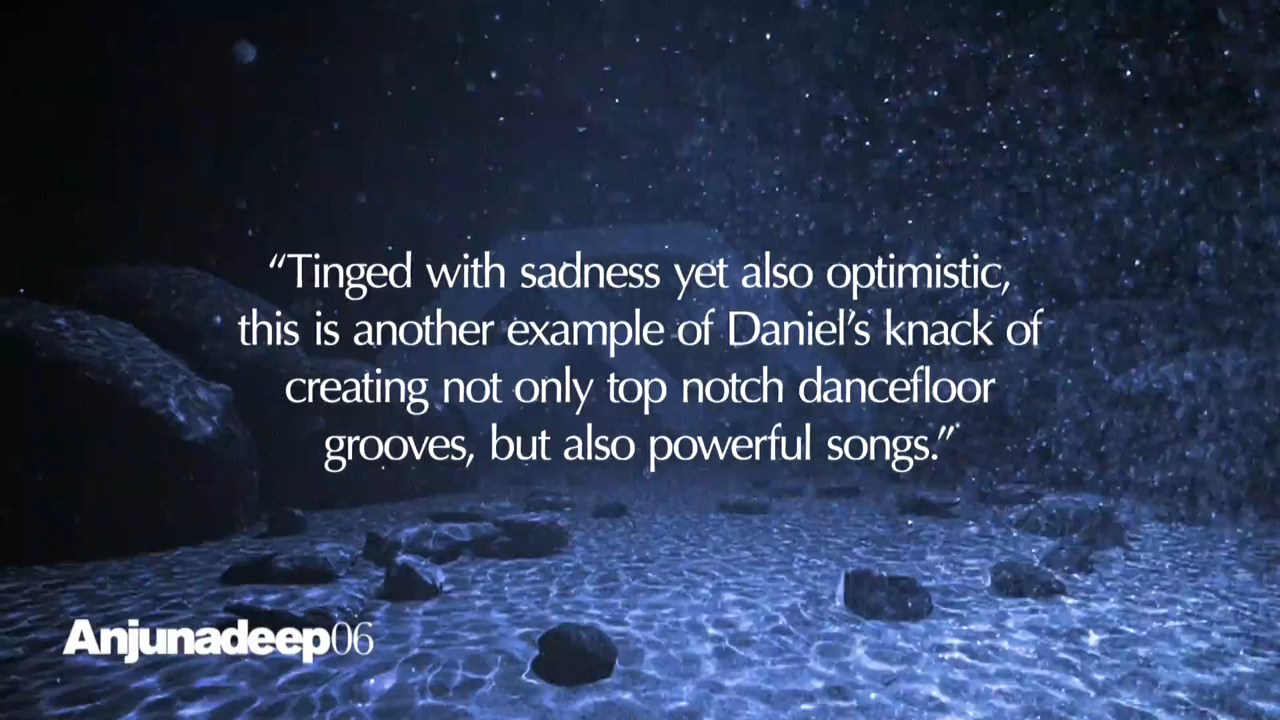 “Tinged with sadness yet also optimistic,
this is another example of Daniel’s knack of
creating not only top notch dancefloor
grooves, but also powerful songs.”
Anjunadeep06